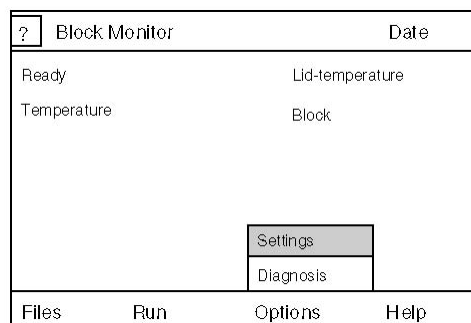 ? Block Monitor Date
Ready Lid-temperature
Temperature Block
Settings
Diagnosis
Files Run Options Help